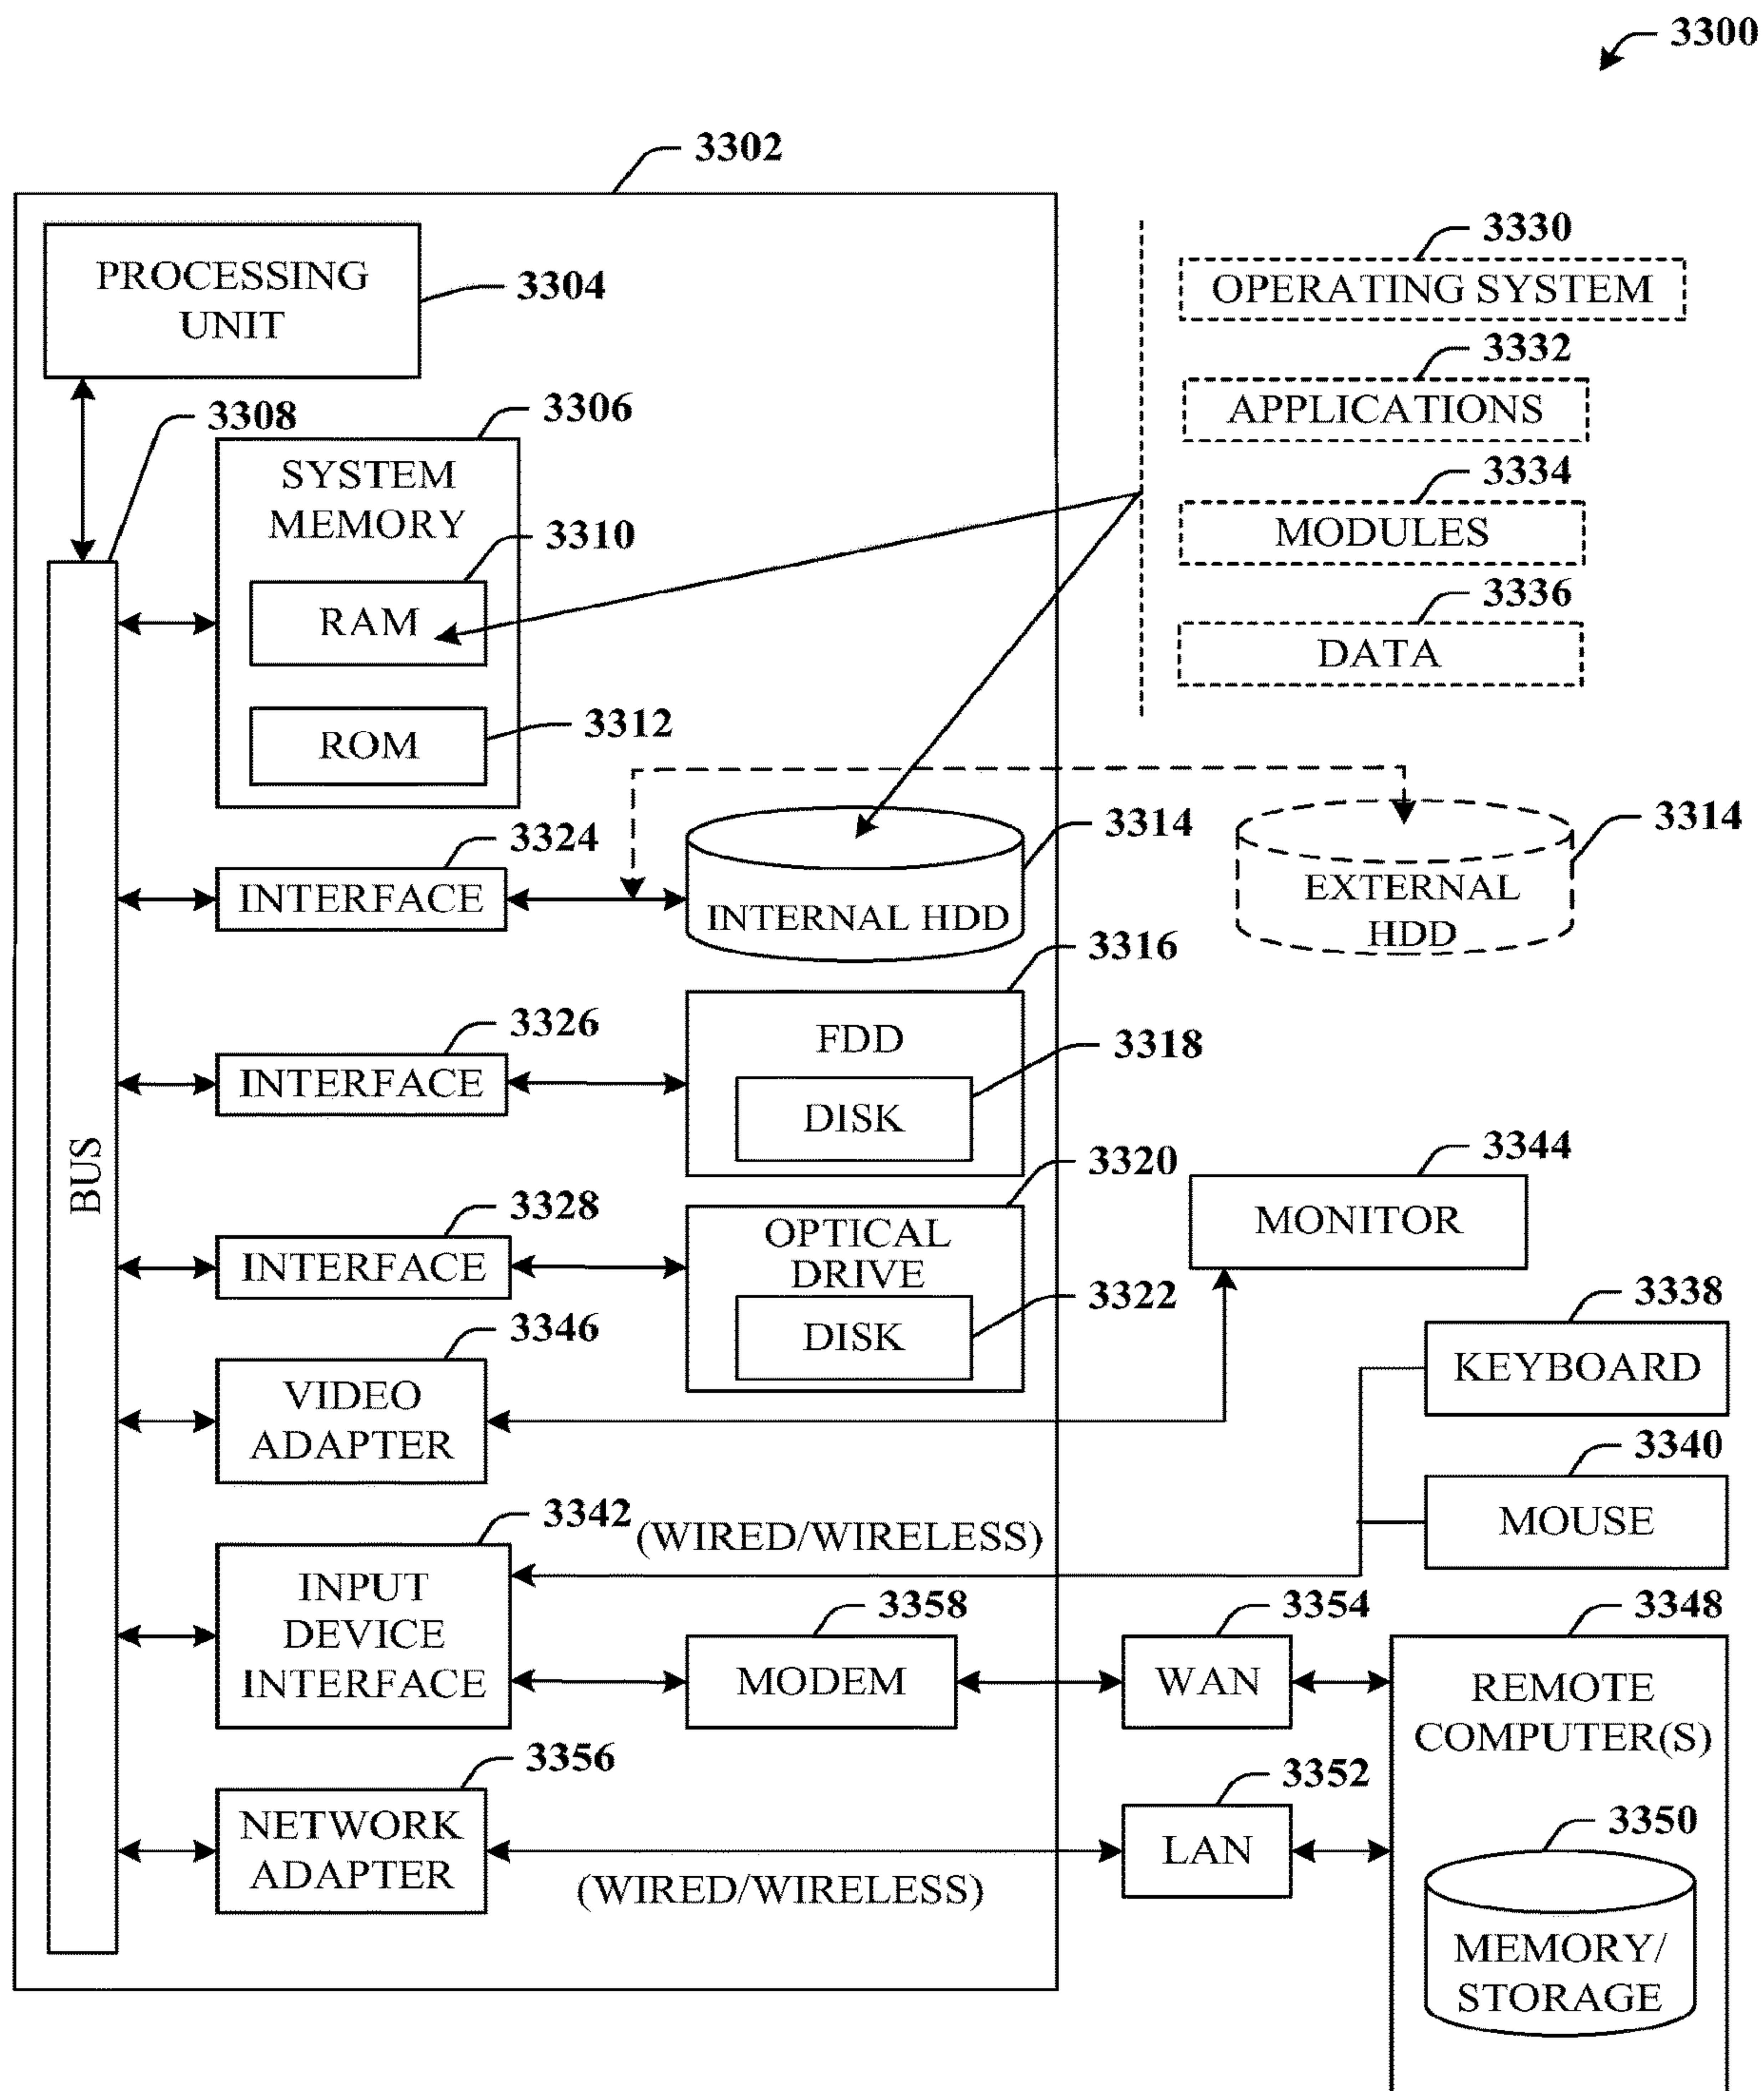 3300
3302
PROCESSING
UNIT
3304
3330
OPERATING SYSTEM
3332
APPLICATIONS
3334
MODULES
3336
DATA
3308
3306
SYSTEM
MEMORY
3310
RAM
3312
ROM
3324
INTERFACE
3314
INTERNAL HDD
3314
EXTERNAL
HDD
3316
FDD
3326
INTERFACE
3318
DISK
BUS
3320
OPTICAL
DRIVE
3328
INTERFACE
3322
DISK
3344
MONITOR
3346
VIDEO
ADAPTER
3338
KEYBOARD
3340
MOUSE
3342
(WIRED/WIRELESS)
INPUT
DEVICE
INTERFACE
3358
MODEM
3354
WAN
3348
REMOTE
COMPUTER(S)
3356
NETWORK
ADAPTER
(WIRED/WIRELESS)
3352
LAN
3350
MEMORY/
STORAGE